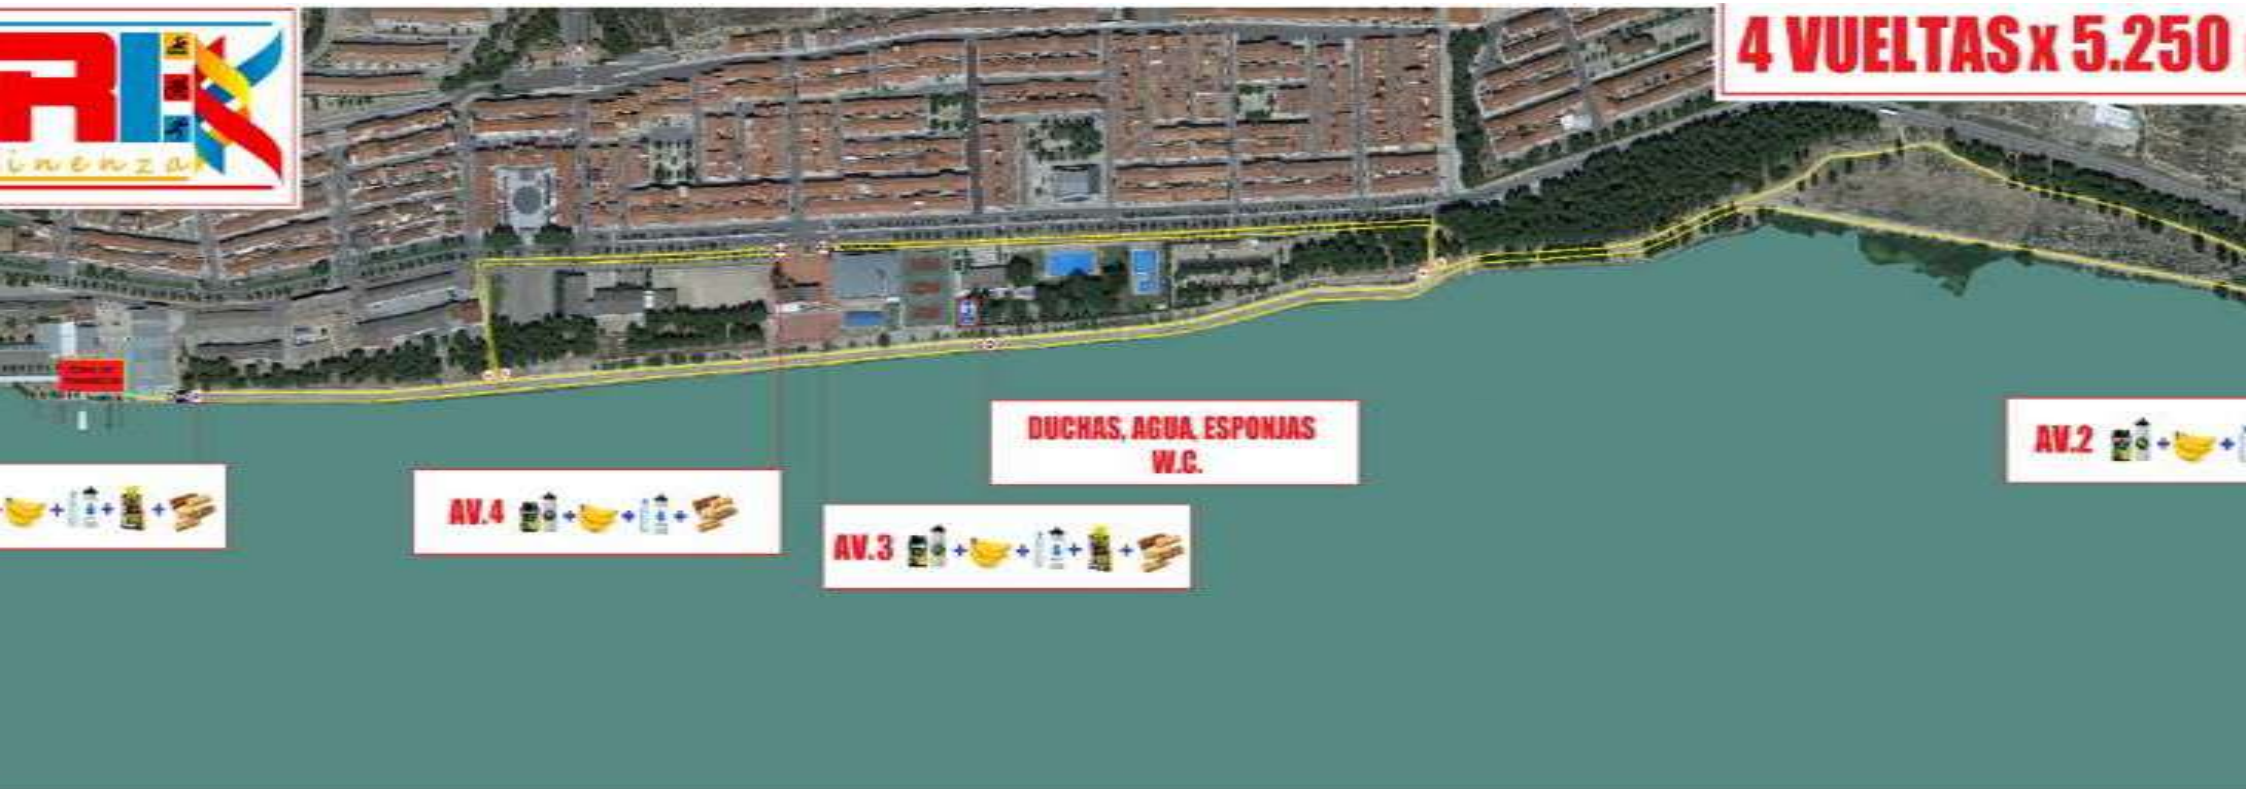 4 VUELTAS x 5.250
DUCHAS, AGUA, ESPONJAS
W.C.
AV.2
AV.4
AV.3